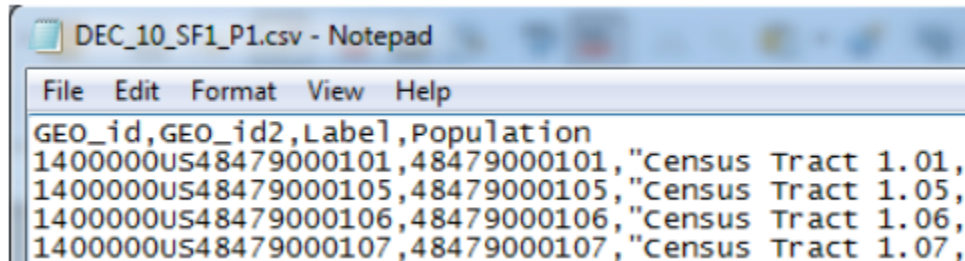 DEC_10_SF1_P1.csv - Notepad
File Edit Format View Help
GEO_id,GEO_id2,Label,Population
1400000US48479000101,48479000101,"Census Tract 1.01,
1400000US48479000105,48479000105,"Census Tract 1.05,
1400000US48479000106,48479000106,"Census Tract 1.06,
1400000US48479000107,48479000107,"Census Tract 1.07,